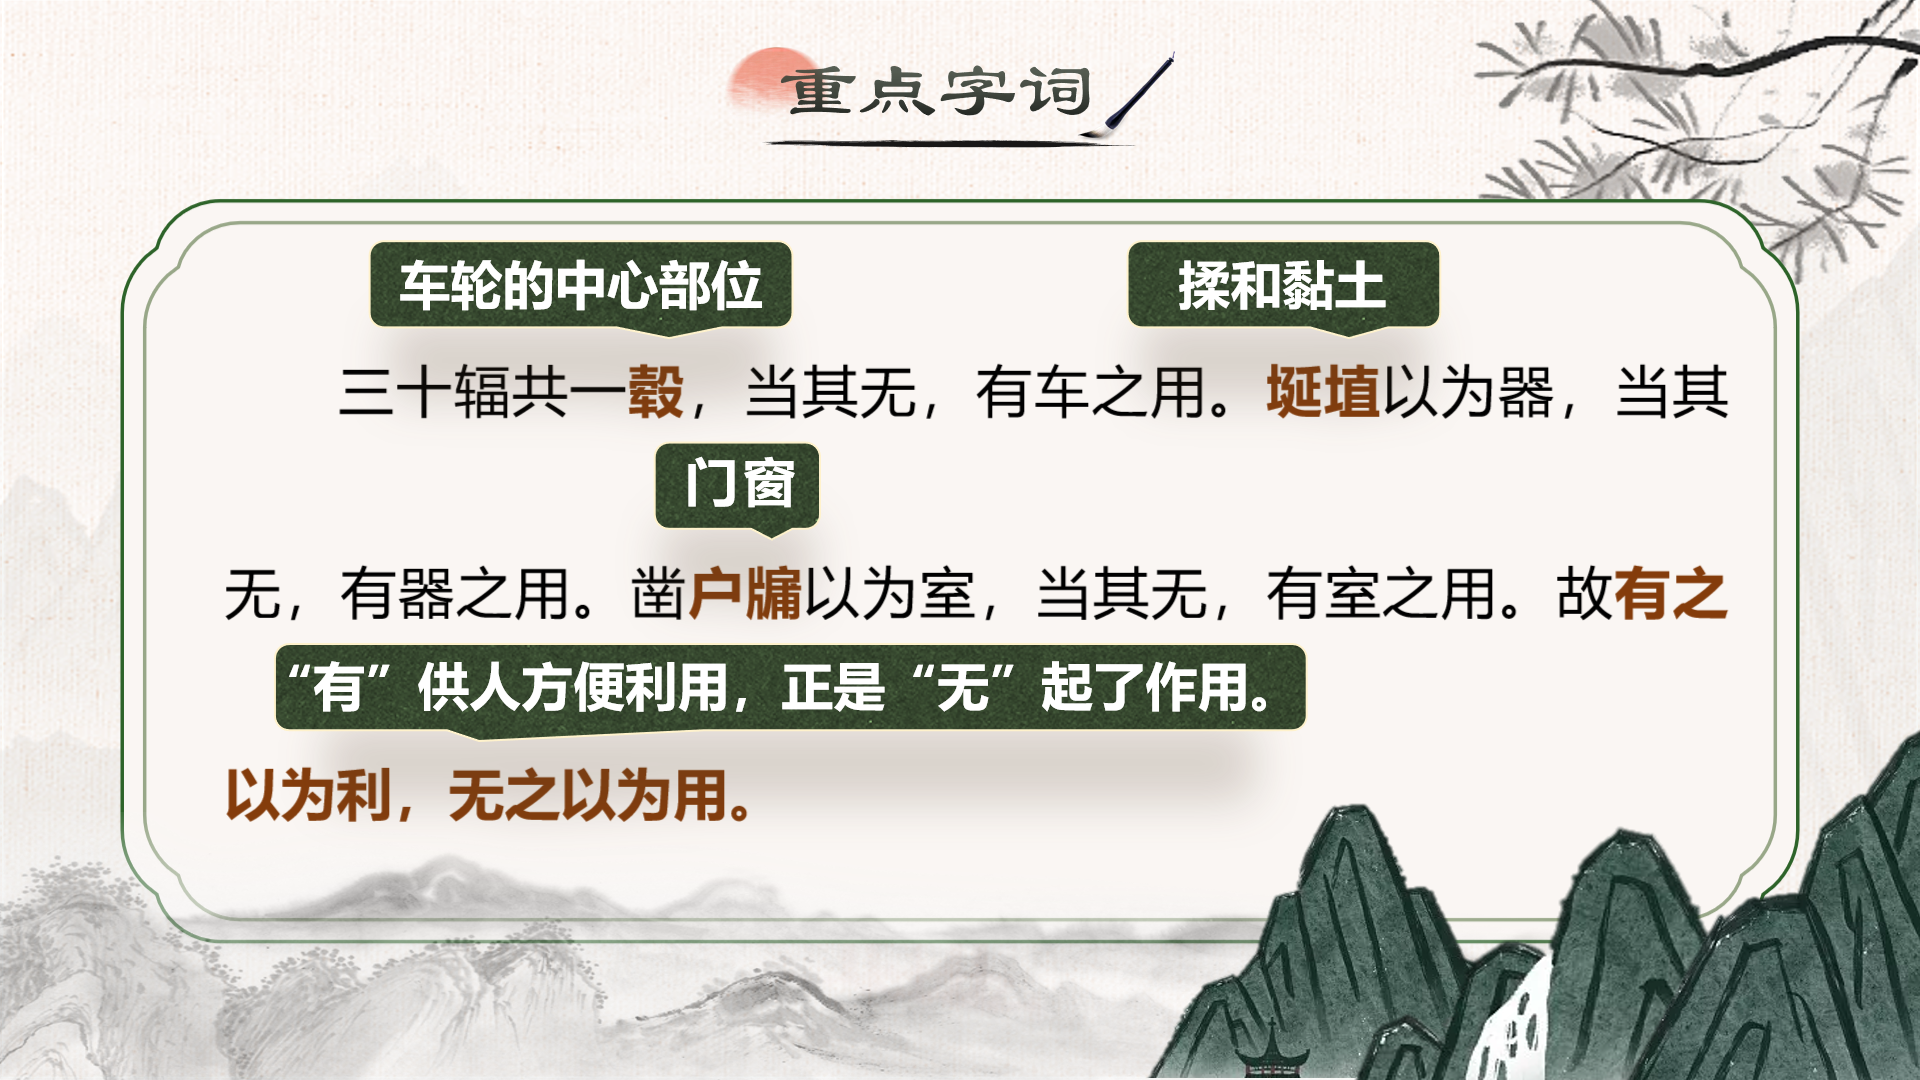 重点字词
车轮的中心部位
揉和黏土
三十辐共一毂，当其无，有车之用。埏埴以为器，当其
门窗
无，有器之用。凿户牖以为室，当其无，有室之用。故有之
“有”供人方便利用，正是“无”起了作用。
以为利，无之以为用。